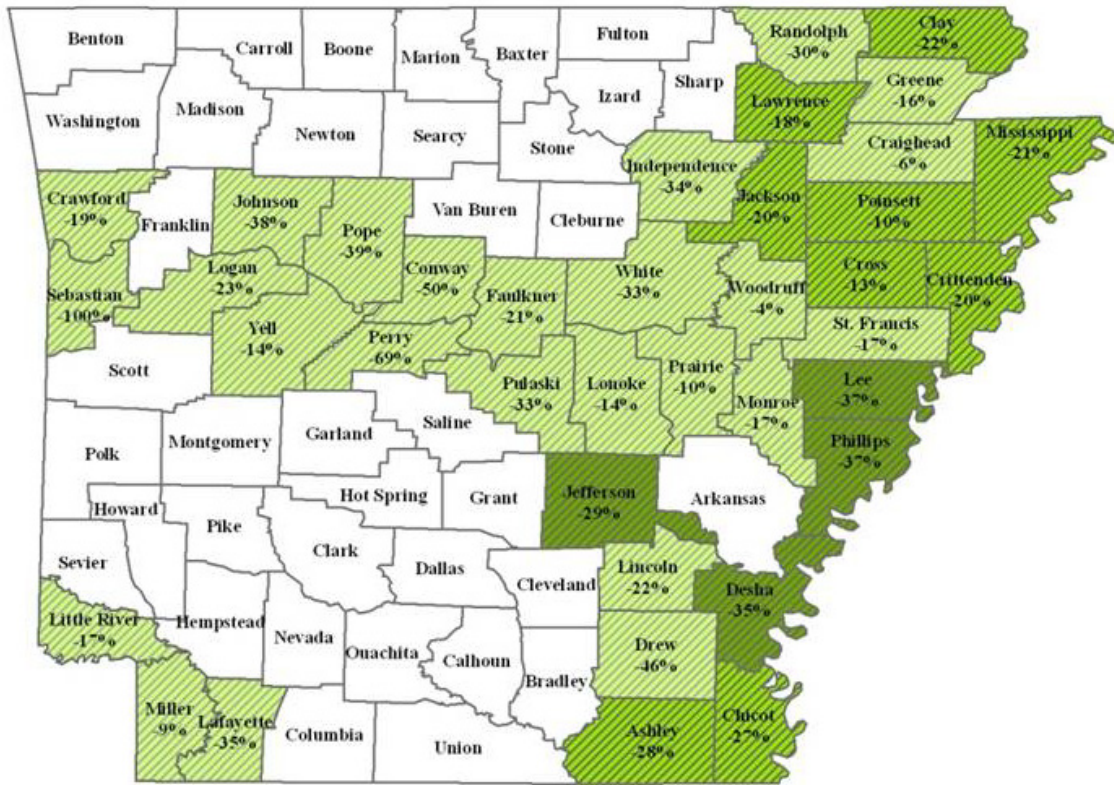 Benton
Carroll
Boone
Marion
Baxter
Fulton
Randolph
-30%
Clay
-22%
Washington
Madison
Newton
Searcy
Stone
Izard
Sharp
Lawrence
-18%
Greene
-16%
Craighead
-6%
Mississippi
-21%
Crawford
-19%
Franklin
Johnson
-38%
Pope
-39%
Van Buren
Cleburne
Independence
-34%
Jackson
-20%
Poinsett
-10%
Sebastian
-100%
Logan
-23%
Conway
-50%
Faulkner
-21%
White
-33%
Woodruff
-4%
Cross
13%
Crittenden
20%
St. Francis
-17%
Scott
Yell
-14%
Perry
-69%
Pulaski
-33%
Lonoke
-14%
Prairie
-10%
Monroe
-17%
Lee
-37%
Phillips
-37%
Polk
Montgomery
Garland
Saline
Hot Spring
Grant
Jefferson
-29%
Arkansas
Howard
Pike
Clark
Dallas
Cleveland
Lincoln
-22%
Desha
-35%
Sevier
Little River
-17%
Hempstead
Nevada
Ouachita
Calhoun
Bradley
Drew
-46%
Miller
-9%
Lafayette
-35%
Columbia
Union
Ashley
-28%
Chicot
27%